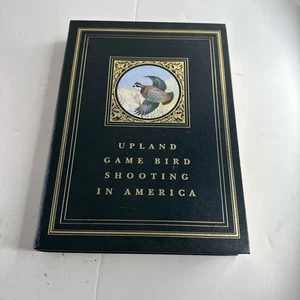 UPLAND
GAME BIRD
SHOOTING
IN AMERICA